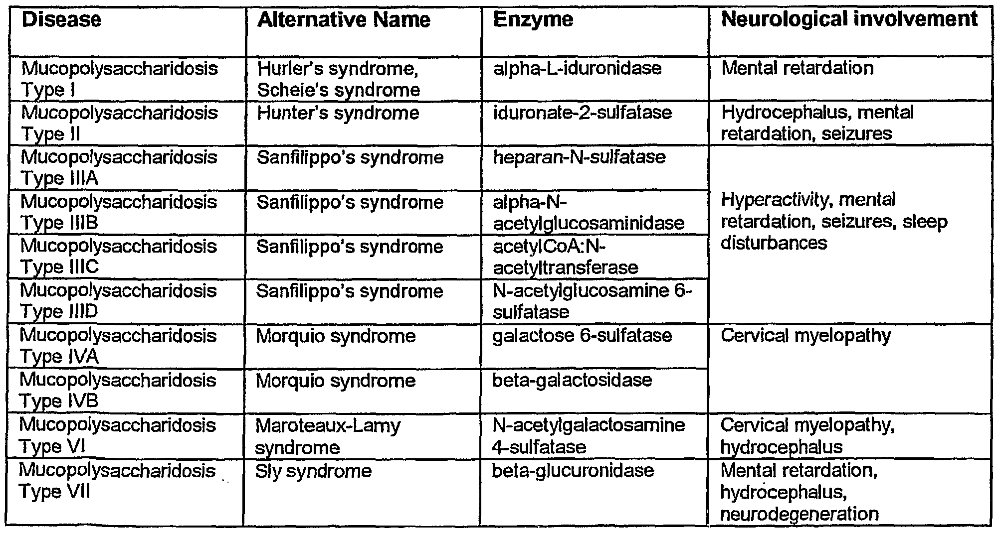 Disease Alternative Name Enzyme Neurological involvement
Mucopolysaccharidosis Hurler's syndrome, alpha-L-iduronidase Mental retardation
Type I Scheie's syndrome
Mucopolysaccharidosis Hunter's syndrome iduronate-2-sulfatase Hydrocephalus, mental
Type II retardation, seizures
Mucopolysaccharidosis Sanfilippo's syndrome heparan-N-sulfatase
Type IIIA
Mucopolysaccharidosis Sanfilippo's syndrome alpha-N- Hyperactivity, mental
Type IIIB acetylglucosaminidase retardation, seizures, sleep
Mucopolysaccharidosis Sanfilippo's syndrome acetylCoA:N- disturbances
Type IIIC acetyltransferase
Mucopolysaccharidosis Sanfilippo's syndrome N-acetylglucosamine 6-
Type IIID sulfatase
Mucopolysaccharidosis Morquio syndrome galactose 6-sulfatase Cervical myelopathy
Type IVA
Mucopolysaccharidosis Morquio syndrome beta-galactosidase
Type IVB
Mucopolysaccharidosis Maroteaux-Lamy N-acetylgalactosamine Cervical myelopathy,
Type VI syndrome 4-sulfatase hydrocephalus
Mucopolysaccharidosis Sly syndrome beta-glucuronidase Mental retardation,
Type VII hydrocephalus,
neurodegeneration